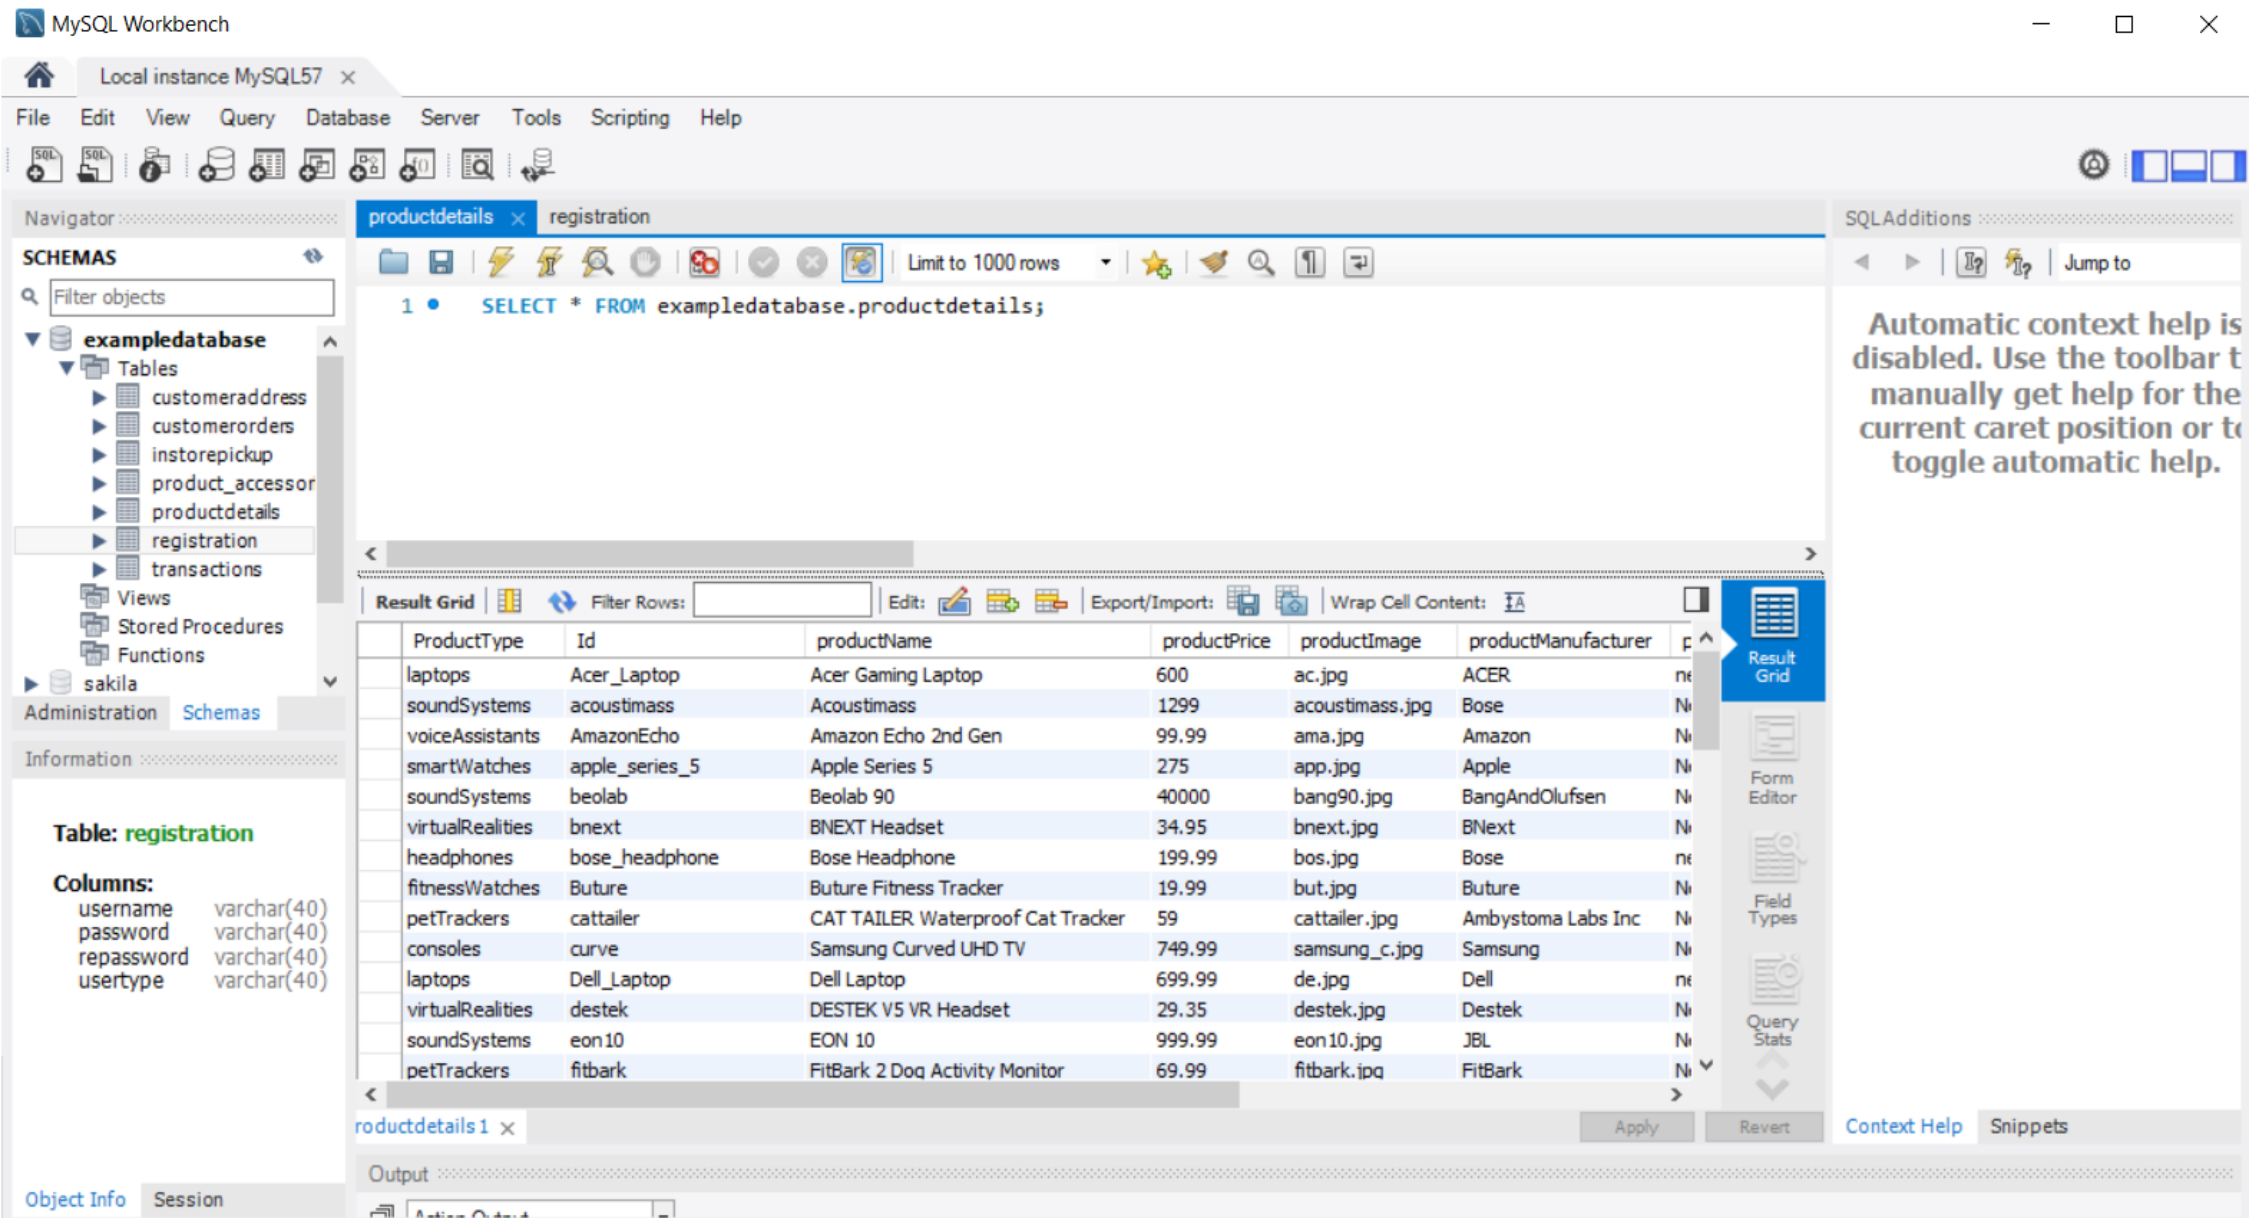 MySQL Workbench
Local instance MySQL57
File Edit View Query Database Server Tools Scripting Help
Navigator
SCHEMAS
Filter objects
exampledatabase
Tables
customeraddress
customerorders
instorepickup
product_accessor
productdetails
registration
transactions
Views
Stored Procedures
Functions
sakila
Administration Schemas
Information
Table: registration
Columns:
username varchar(40)
password varchar(40)
repassword varchar(40)
usertype varchar(40)
Object Info Session
productdetails registration
Limit to 1000 rows
1 SELECT * FROM exampledatabase.productdetails;
Result Grid Filter Rows: Edit: Export/Import: Wrap Cell Content: IA
ProductType Id productName productPrice productImage productManufacturer p
laptops Acer_Laptop Acer Gaming Laptop 600 ac.jpg ACER ne
soundSystems acoustimass Acoustimass 1299 acoustimass.jpg Bose N
voiceAssistants AmazonEcho Amazon Echo 2nd Gen 99.99 ama.jpg Amazon N
smartWatches apple_series_5 Apple Series 5 275 app.jpg Apple N
soundSystems beolab Beolab 90 40000 bang90.jpg BangAndOlufsen N
virtualRealities bnext BNEXT Headset 34.95 bnext.jpg BNext N
headphones bose_headphone Bose Headphone 199.99 bos.jpg Bose ne
fitnessWatches Buture Buture Fitness Tracker 19.99 but.jpg Buture N
petTrackers cattailer CAT TAILER Waterproof Cat Tracker 59 cattailer.jpg Ambystoma Labs Inc N
consoles curve Samsung Curved UHD TV 749.99 samsung_c.jpg Samsung N
laptops Dell_Laptop Dell Laptop 699.99 de.jpg Dell ne
virtualRealities destek DESTEK V5 VR Headset 29.35 destek.jpg Destek N
soundSystems eon10 EON 10 999.99 eon10.jpg JBL N
petTrackers fitbark FitBark 2 Dog Activity Monitor 69.99 fitbark.jpg FitBark N
Result
Grid
Form
Editor
Field
Types
Query
Stats
roductdetails 1
Apply Revert
Output
Action Output
SQLAdditions
Jump to
Automatic context help is
disabled. Use the toolbar t
manually get help for the
current caret position or to
toggle automatic help.
Context Help Snippets